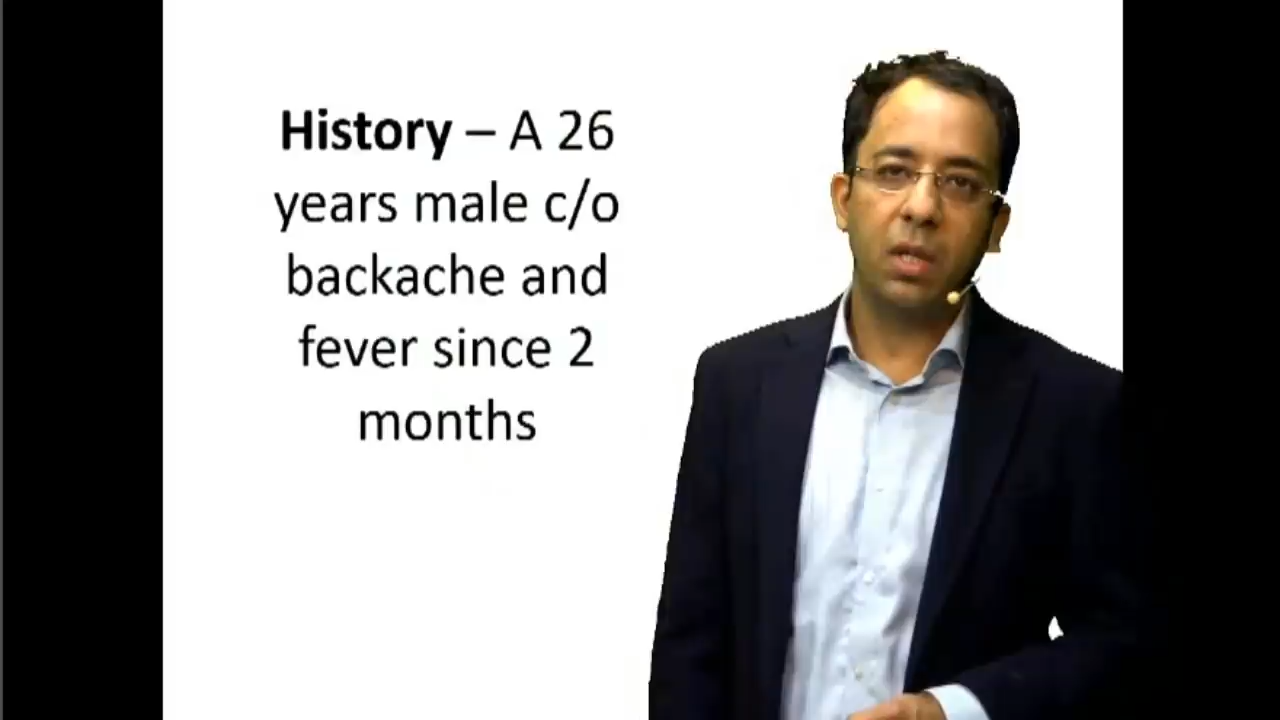 History – A 26
years male c/o
backache and
fever since 2
months